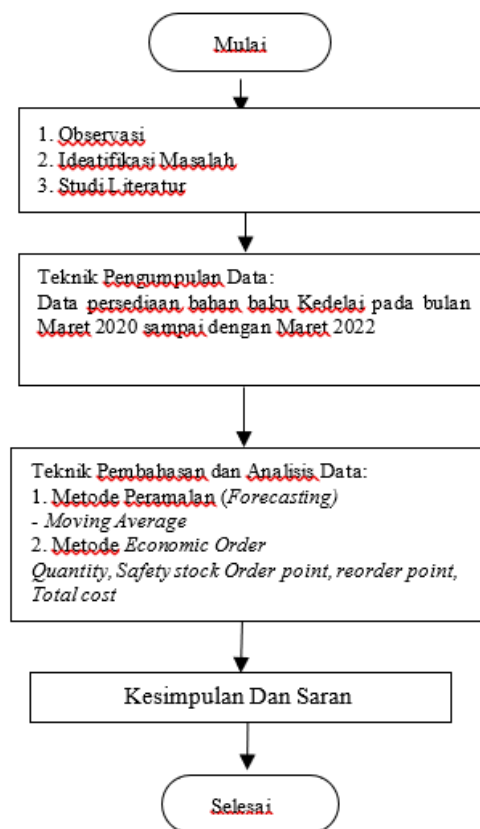 Mulai
1. Observasi
2. Ideatifikasi Masalah
3. Studi Literatur
Teknik Pengumpulan Data:
Data persediaan bahan baku Kedelai pada bulan
Maret 2020 sampai dengan Maret 2022
Teknik Pembahasan dan Analisis Data:
1. Metode Peramalan (Forecasting)
- Moving Average
2. Metode Economic Order
Quantity, Safety stock Order point, reorder point,
Total cost
Kesimpulan Dan Saran
Selesai